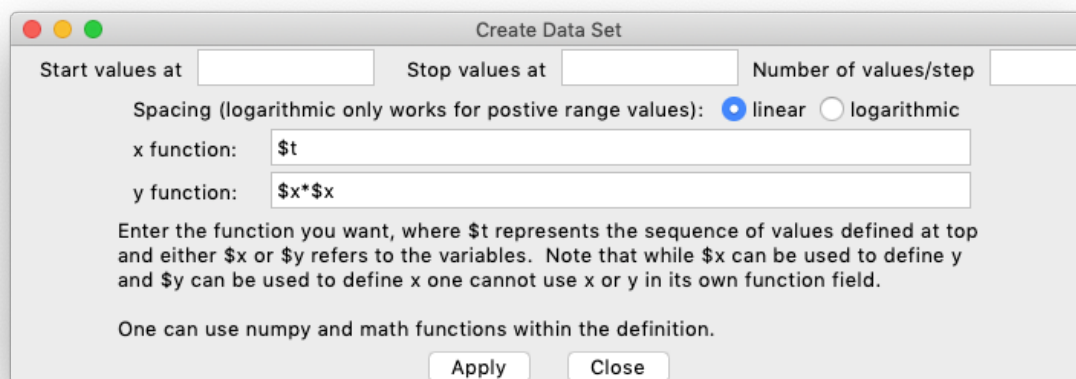 Create Data Set
Start values at Stop values at Number of values/step
Spacing (logarithmic only works for postive range values): linear logarithmic
x function: $t
y function: $x*$x
Enter the function you want, where $t represents the sequence of values defined at top
and either $x or $y refers to the variables. Note that while $x can be used to define y
and $y can be used to define x one cannot use x or y in its own function field.
One can use numpy and math functions within the definition.
Apply Close